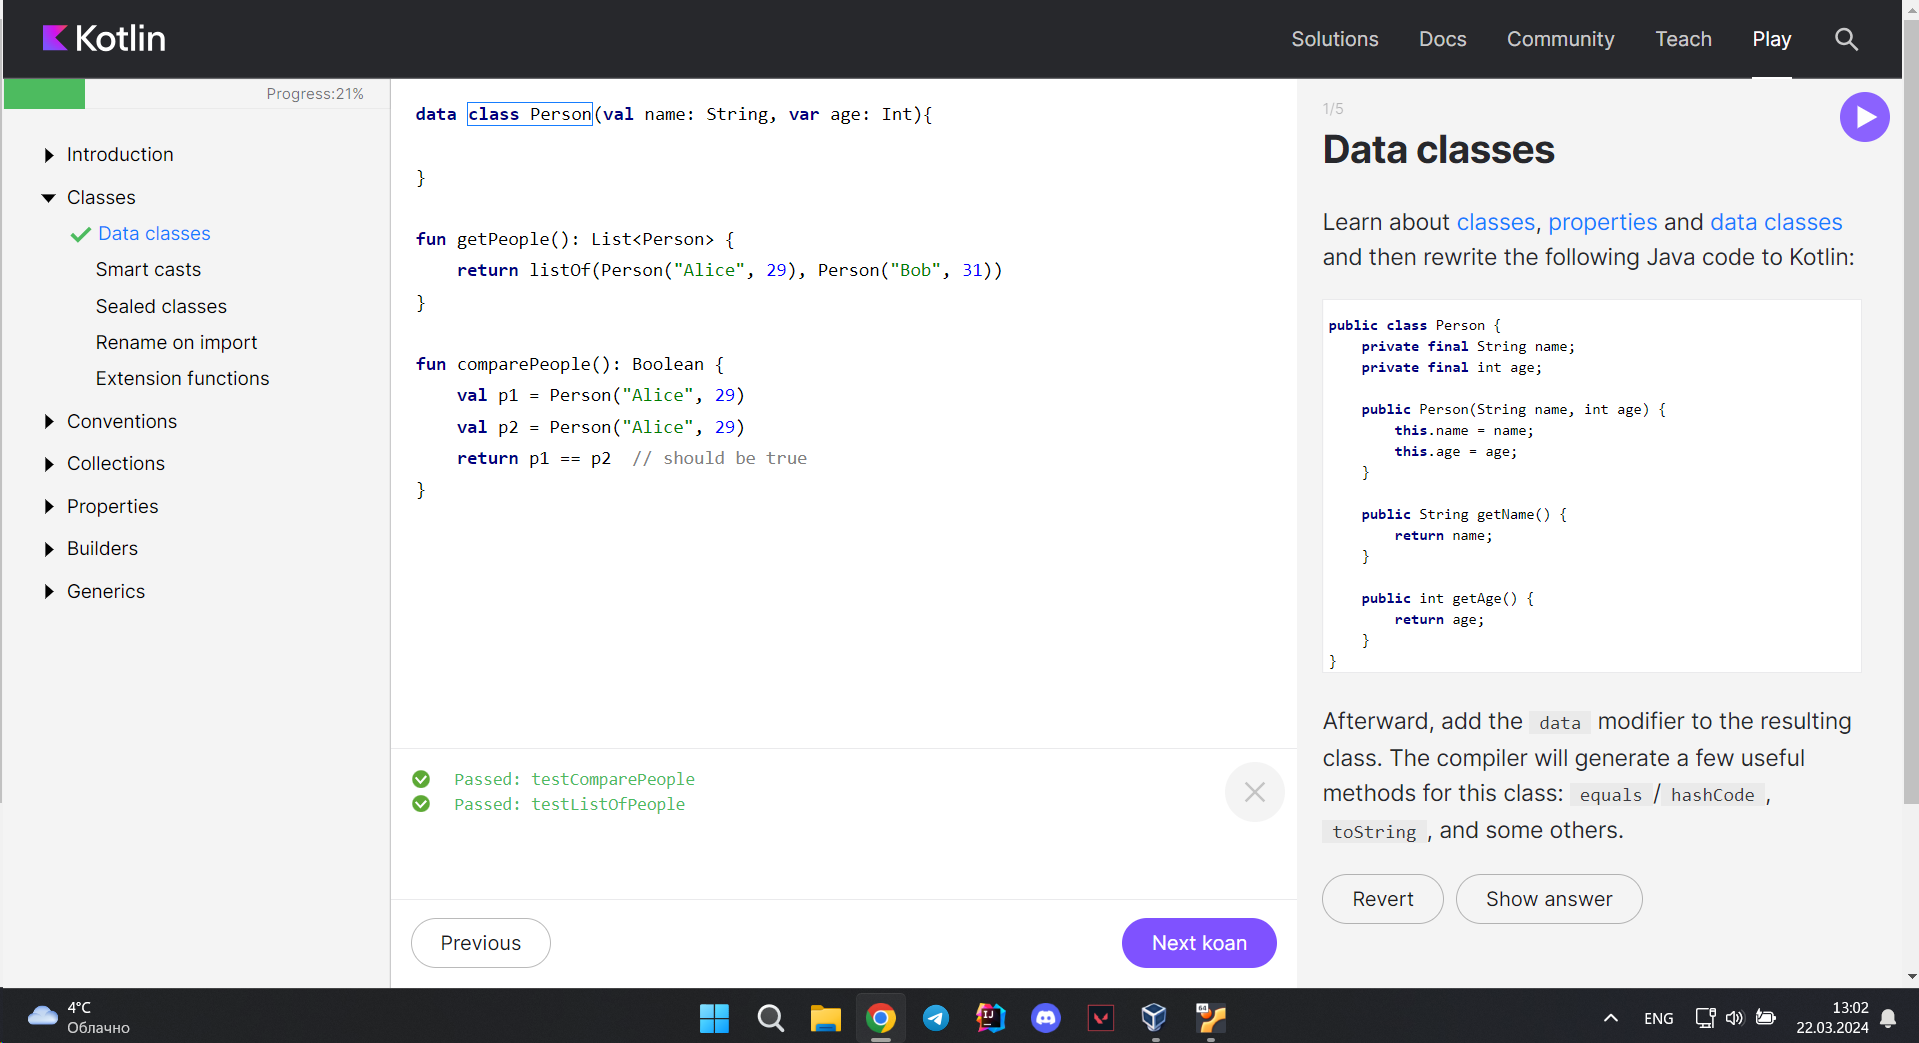 Kotlin
Solutions Docs Community Teach Play
Progress:21%
Introduction
Classes
Data classes
Smart casts
Sealed classes
Rename on import
Extension functions
Conventions
Collections
Properties
Builders
Generics
data class Person(val name: String, var age: Int){
}
fun getPeople(): List<Person> {
    return listOf(Person("Alice", 29), Person("Bob", 31))
}
fun comparePeople(): Boolean {
    val p1 = Person("Alice", 29)
    val p2 = Person("Alice", 29)
    return p1 == p2  // should be true
}
Passed: testComparePeople
Passed: testListOfPeople
Previous
Next koan
1/5
Data classes
Learn about classes, properties and data classes
and then rewrite the following Java code to Kotlin:
public class Person {
    private final String name;
    private final int age;
    public Person(String name, int age) {
        this.name = name;
        this.age = age;
    }
    public String getName() {
        return name;
    }
    public int getAge() {
        return age;
    }
}
Afterward, add the data modifier to the resulting
class. The compiler will generate a few useful
methods for this class: equals / hashCode ,
toString , and some others.
Revert
Show answer
4°C
Облачно
IJ
64
ENG
13:02
22.03.2024